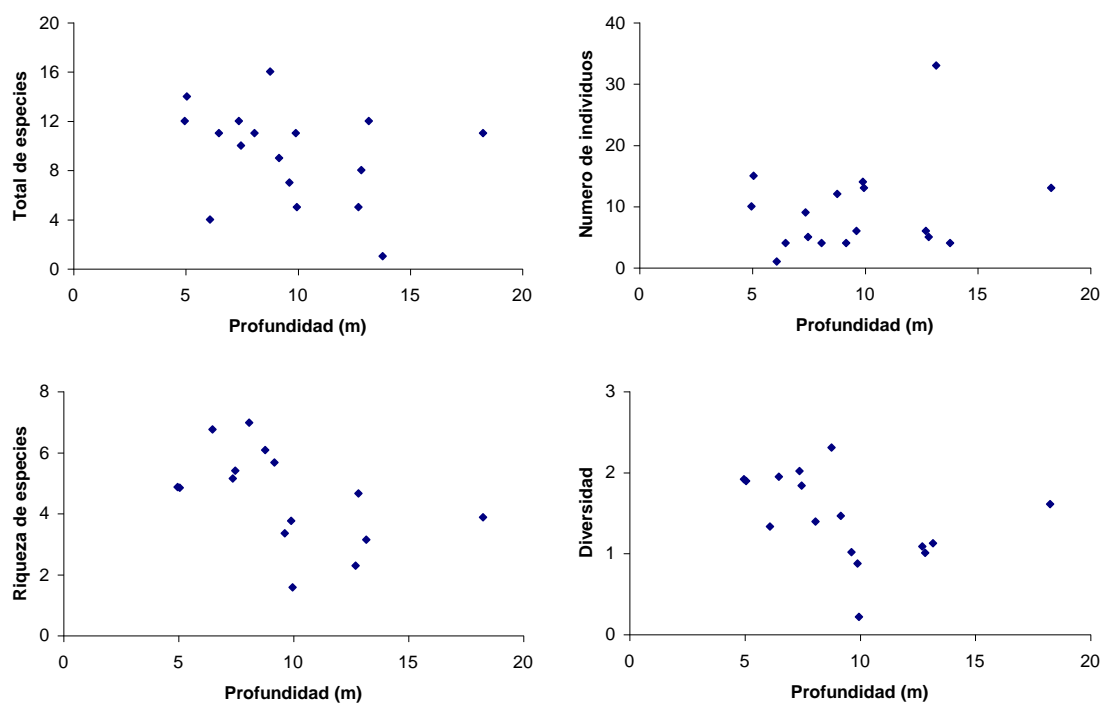 20
16
12
8
4
0
0 5 10 15 20
Total de especies
Profundidad (m)
40
30
20
10
0
0 5 10 15 20
Numero de individuos
Profundidad (m)
8
6
4
2
0
0 5 10 15 20
Riqueza de especies
Profundidad (m)
3
2
1
0
0 5 10 15 20
Diversidad
Profundidad (m)